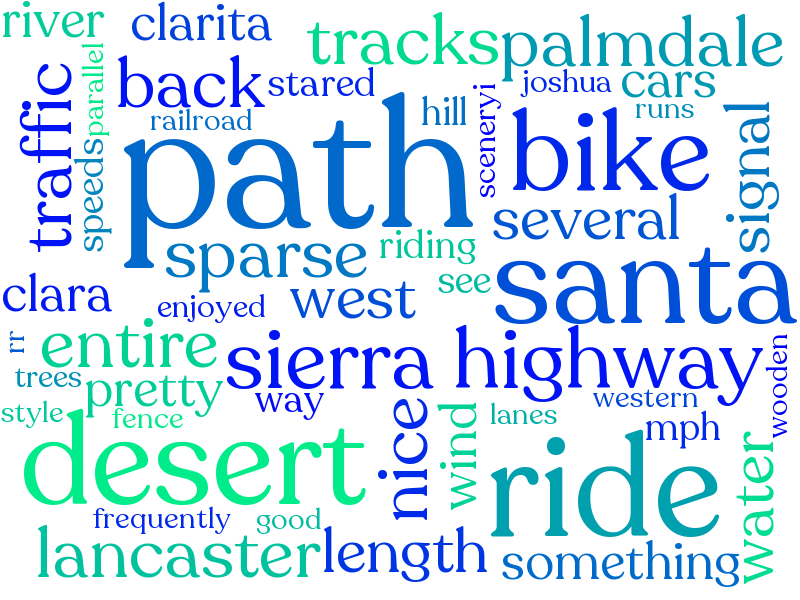 river
clarita
tracks
palmdale
traffic
parallel
back
stared
hill
sceneryi
joshua
cars
runs
railroad
speeds
path
bike
signal
several
sparse
riding
see
santa
clara
enjoyed
west
rr
entire
sierra
highway
wooden
trees
pretty
way
western
style
fence
nice
wind
lanes
mph
desert
ride
water
frequently
good
lancaster
length
something